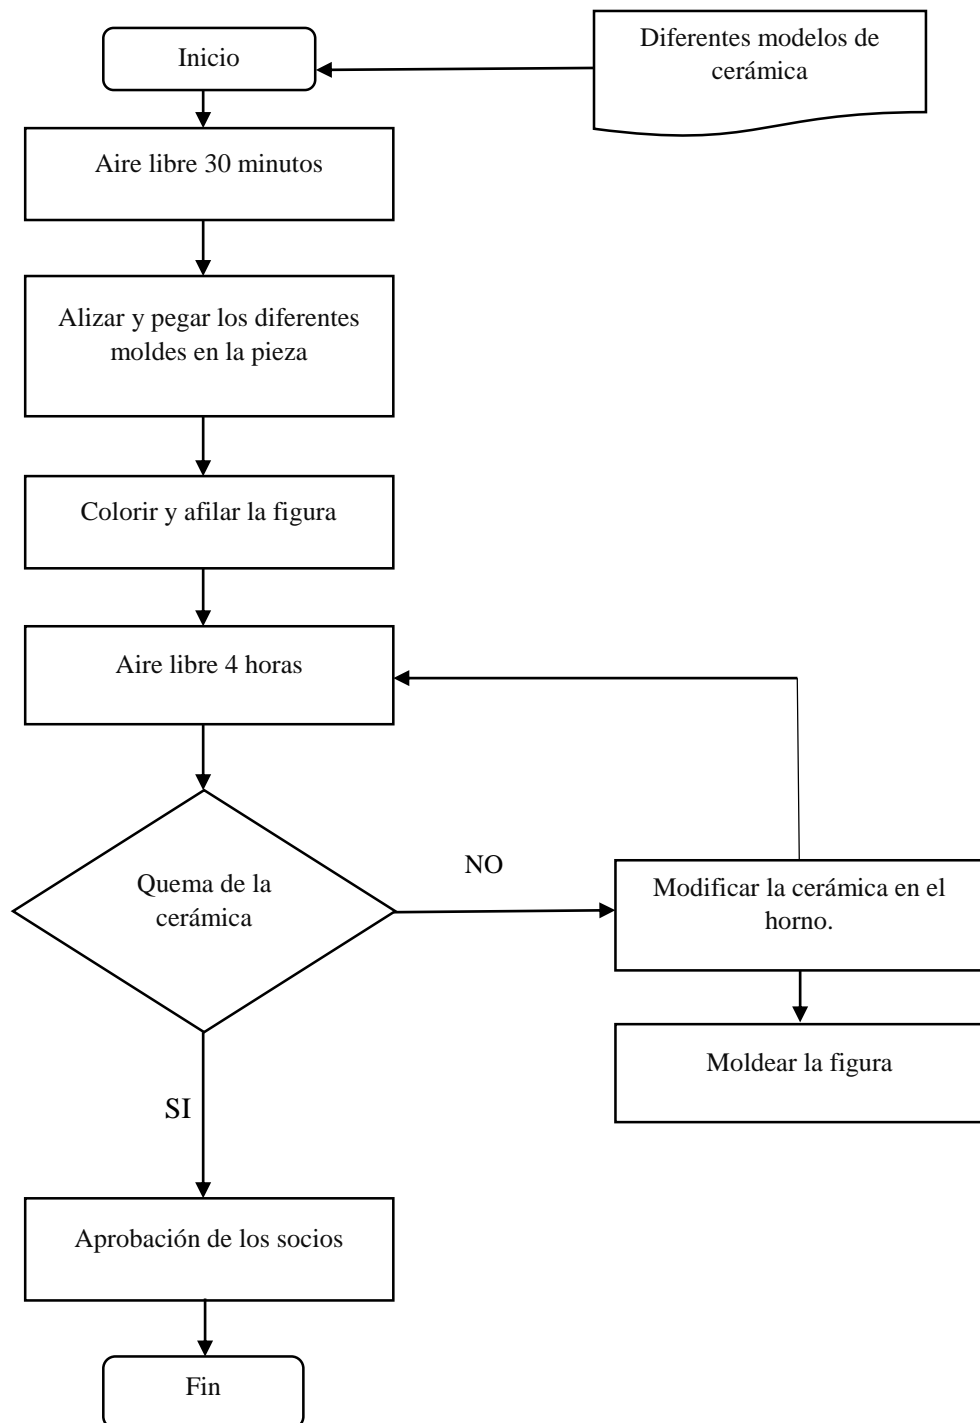 Inicio
Diferentes modelos de
cerámica
Aire libre 30 minutos
Alizar y pegar los diferentes
moldes en la pieza
Colorir y afilar la figura
Aire libre 4 horas
Quema de la
cerámica
NO
Modificar la cerámica en el
horno.
Moldear la figura
SI
Aprobación de los socios
Fin